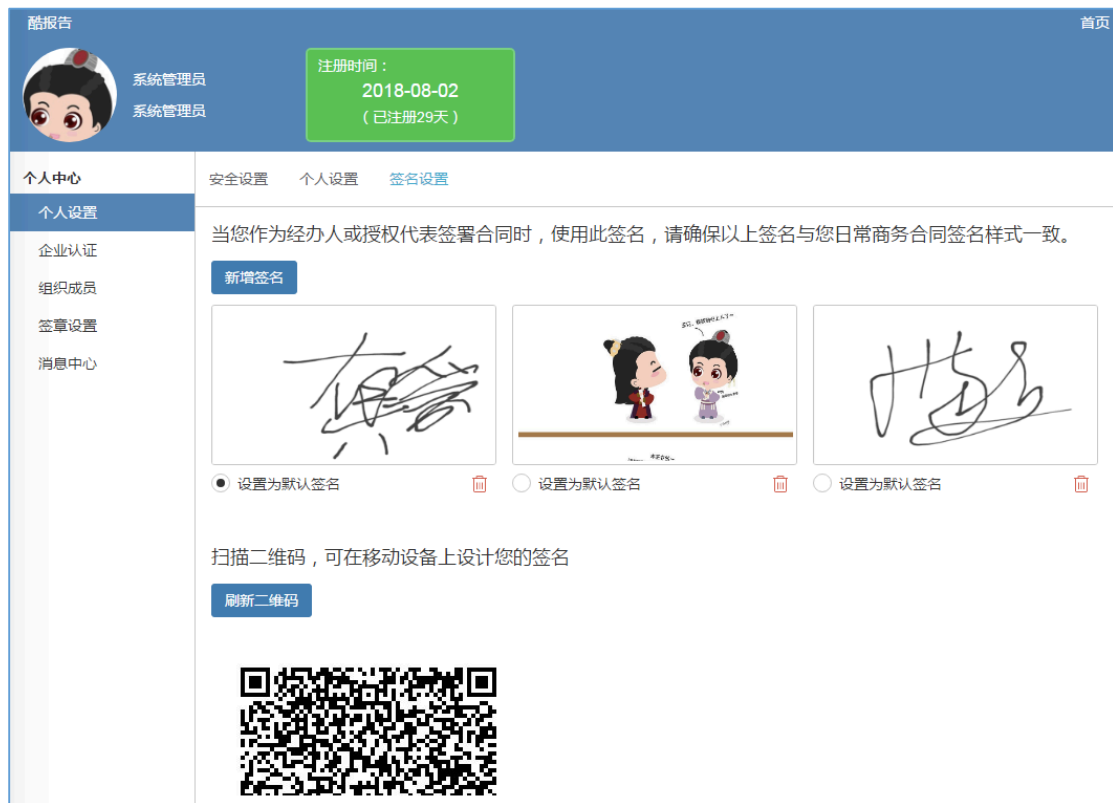 酷报告 首页
系统管理员
系统管理员
注册时间：
2018-08-02
（已注册29天）
个人中心
个人设置
企业认证
组织成员
签章设置
消息中心
安全设置 个人设置 签名设置
当您作为经办人或授权代表签署合同时，使用此签名，请确保以上签名与您日常商务合同签名样式一致。
新增签名
设置为默认签名 设置为默认签名 设置为默认签名
扫描二维码，可在移动设备上设计您的签名
刷新二维码